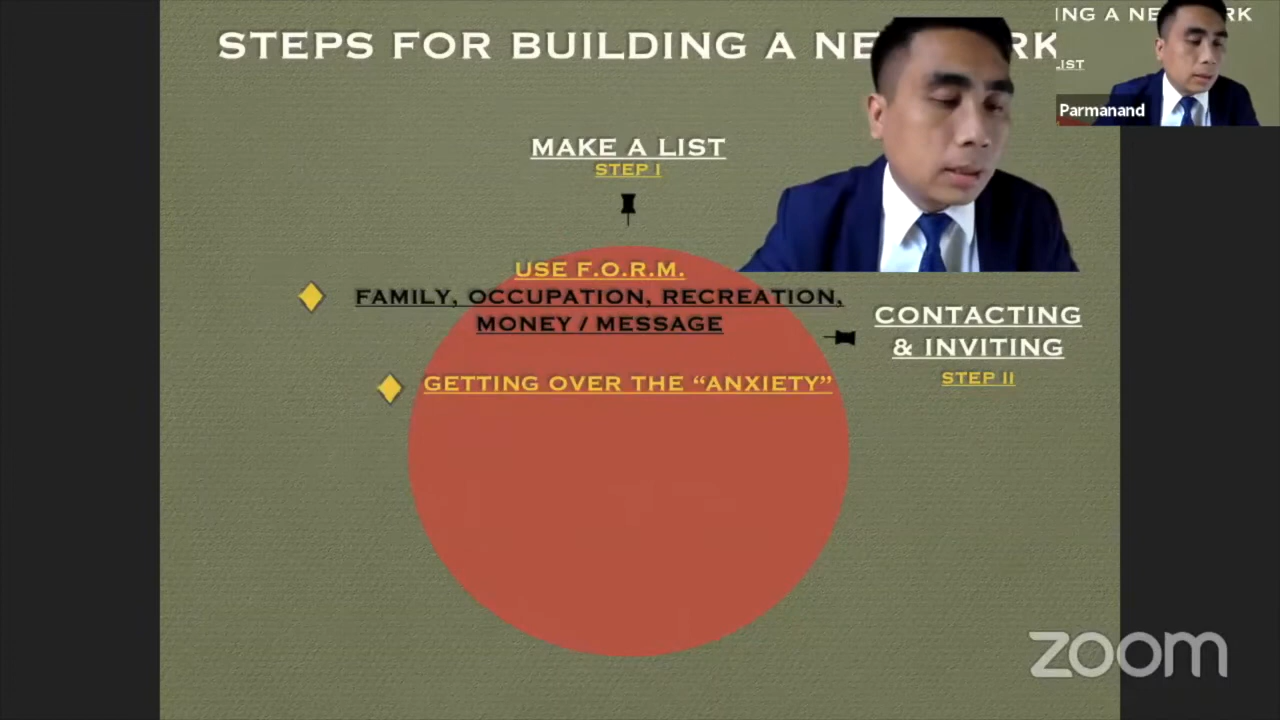 STEPS FOR BUILDING A NE RK
MAKE A LIST
STEP I
USE F.O.R.M.
FAMILY, OCCUPATION, RECREATION,
MONEY / MESSAGE
GETTING OVER THE “ANXIETY”
CONTACTING
& INVITING
STEP II
ING A NE RK
LIST
Parmanand
zoom